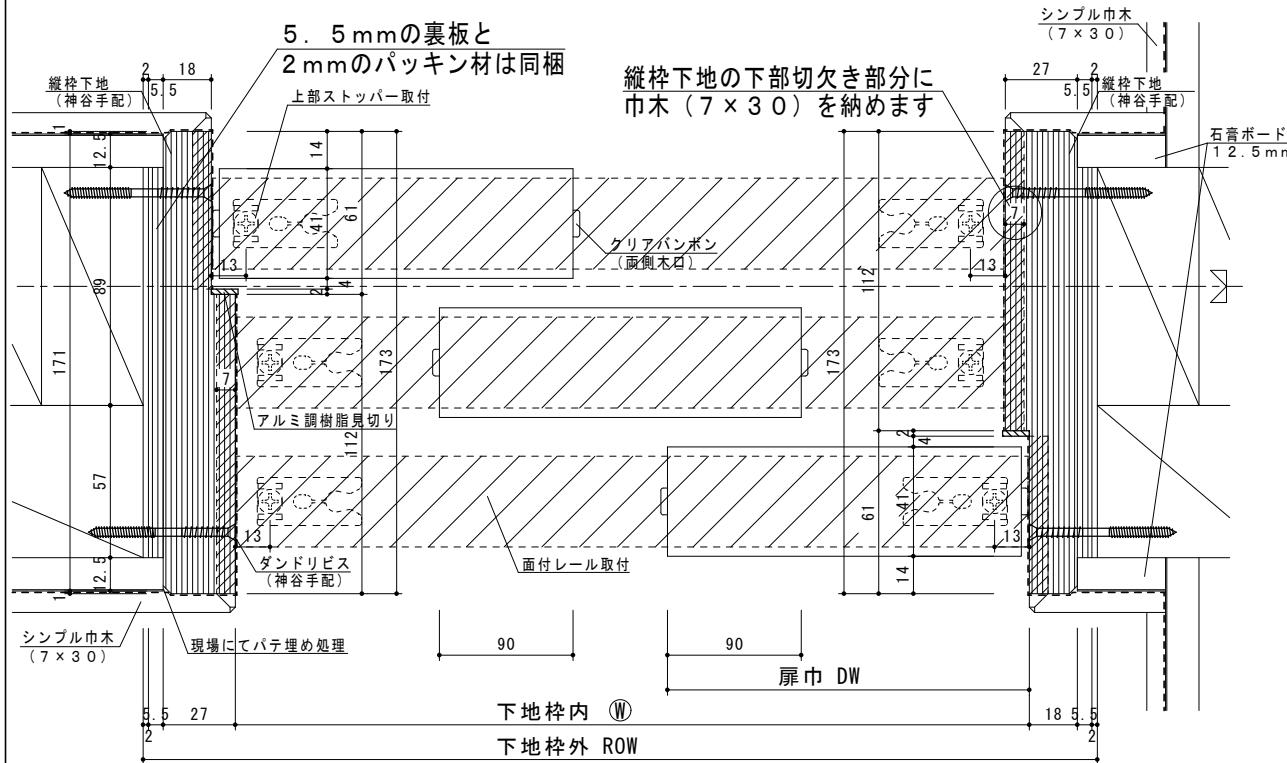 シンプル巾木
(7×30)
5.5mmの裏板と
2mmのパッキン材は同梱
2
18
5.5
縦枠下地
(神谷手配)
上部ストッパー取付
縦枠下地の下部切欠き部分に
巾木(7×30)を納めます
27
2
5.5
縦枠下地
(神谷手配)
石膏ボード
12.5mm
1
12.5
14
61
41
7
クリアバンポン
(両側木口)
13
13
4
2
112
89
171
173
173
7
アルミ調樹脂見切り
112
2
4
57
61
41
13
13
ダンドリビス
(神谷手配)
面付レール取付
12.5
14
1
シンプル巾木
(7×30)
現場にてパテ埋め処理
90
90
扉巾 DW
5.5
27
下地枠内 Ⓦ
18
5.5
2
2
下地枠外 ROW